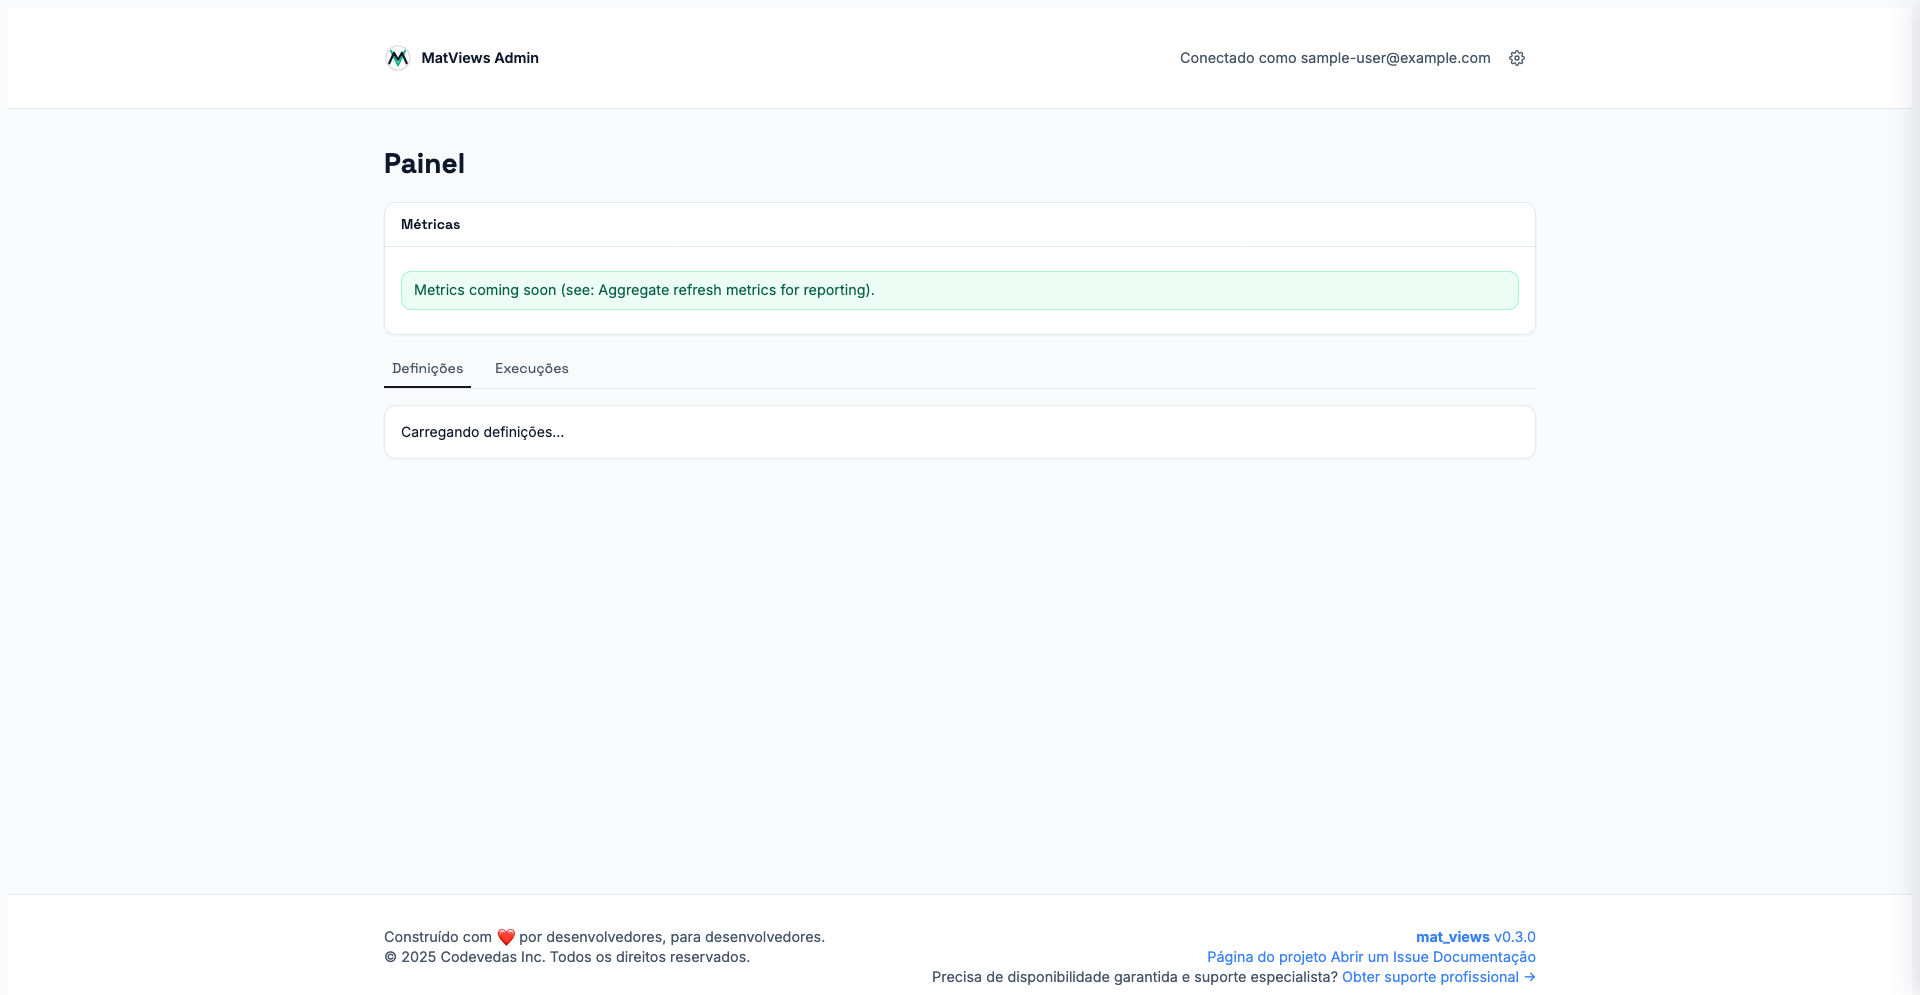 MatViews Admin
Conectado como sample-user@example.com
Painel
Métricas
Metrics coming soon (see: Aggregate refresh metrics for reporting).
Definições Execuções
Carregando definições...
Construído com ❤️ por desenvolvedores, para desenvolvedores.
© 2025 Codevedas Inc. Todos os direitos reservados.
mat_views v0.3.0
Página do projeto Abrir um Issue Documentação
Precisa de disponibilidade garantida e suporte especialista? Obter suporte profissional →